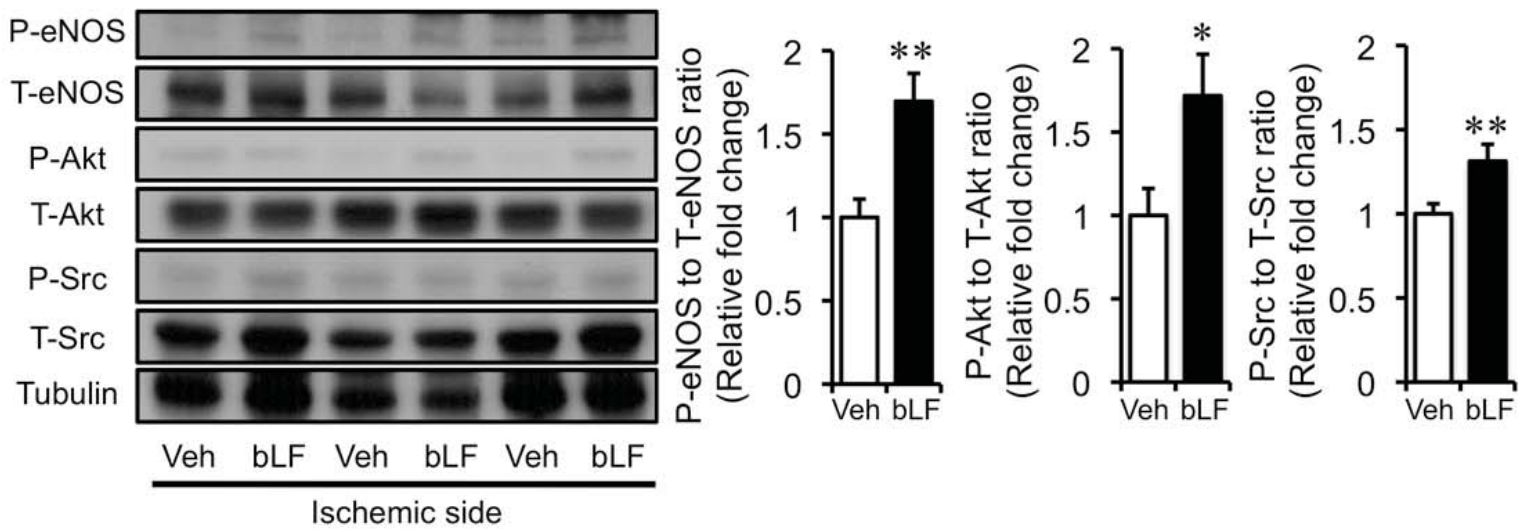 P-eNOS
T-eNOS
P-Akt
T-Akt
P-Src
T-Src
Tubulin
Veh bLF Veh bLF Veh bLF
Ischemic side
P-eNOS to T-eNOS ratio
(Relative fold change)
2
1.5
1
0.5
0
**
Veh bLF
P-Akt to T-Akt ratio
(Relative fold change)
2
1.5
1
0.5
0
*
Veh bLF
P-Src to T-Src ratio
(Relative fold change)
2
1.5
1
0.5
0
**
Veh bLF